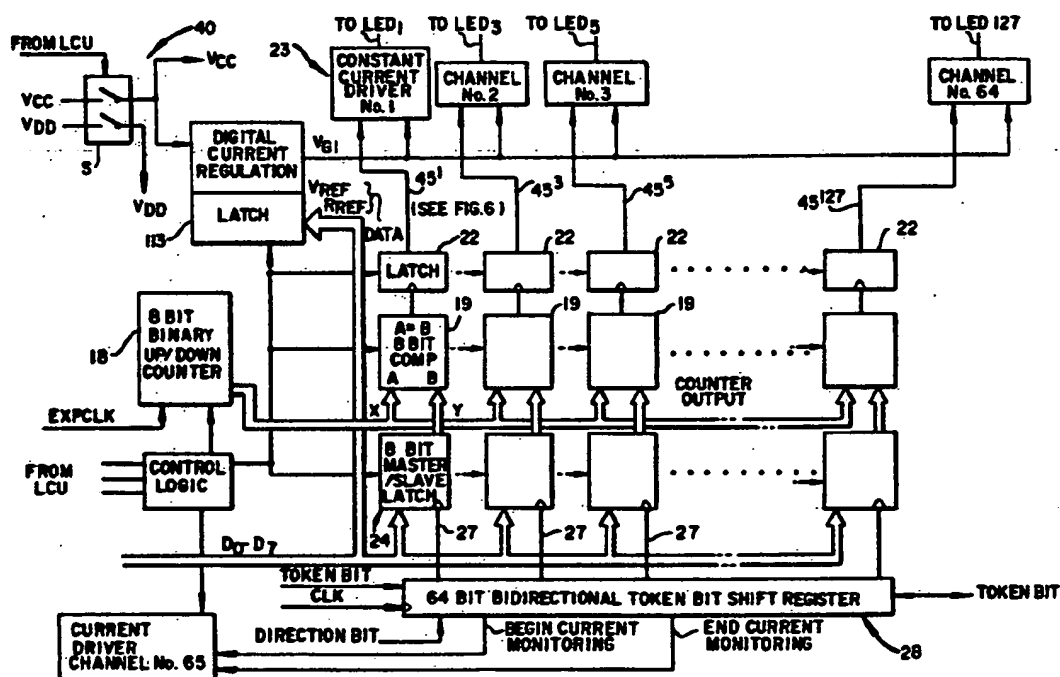 TO LED1
TO LED3
TO LED5
TO LED 127
FROM LCU
40
VCC
23
CONSTANT
CURRENT
DRIVER
No. 1
CHANNEL
No. 2
CHANNEL
No. 3
CHANNEL
No. 64
VCC
VDD
S
VDD
DIGITAL
CURRENT
REGULATION
VG1
LATCH
113
VREF
RREF
DATA
(SEE FIG. 6)
45¹
45³
45⁵
45¹²⁷
22
22
22
22
LATCH
8 BIT
BINARY
UP/DOWN
COUNTER
18
A=B
8 BIT
COMP
A B
19
19
19
COUNTER
OUTPUT
X
Y
EXPCLK
FROM
LCU
CONTROL
LOGIC
8 BIT
MASTER
/SLAVE
LATCH
24
27
27
27
D0-D7
TOKEN BIT
CLK
64 BIT BIDIRECTIONAL TOKEN BIT SHIFT REGISTER
TOKEN BIT
28
DIRECTION BIT
BEGIN CURRENT
MONITORING
END CURRENT
MONITORING
CURRENT
DRIVER
CHANNEL No. 65